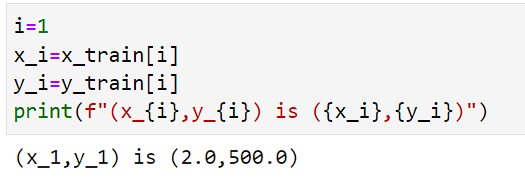 i=1
x_i=x_train[i]
y_i=y_train[i]
print(f"(x_{i},y_{i}) is ({x_i},{y_i})")
(x_1,y_1) is (2.0,500.0)